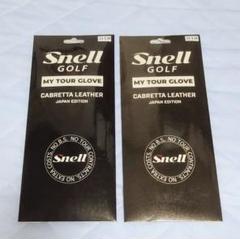 Snell
GOLF
MY TOUR GLOVE
CABRETTA LEATHER
JAPAN EDITION
NO B.S. NO TOUR CONTRACTS. NO EXTRA COSTS.
Snell
Snell
GOLF
MY TOUR GLOVE
CABRETTA LEATHER
JAPAN EDITION
NO B.S. NO TOUR CONTRACTS. NO EXTRA COSTS.
Snell